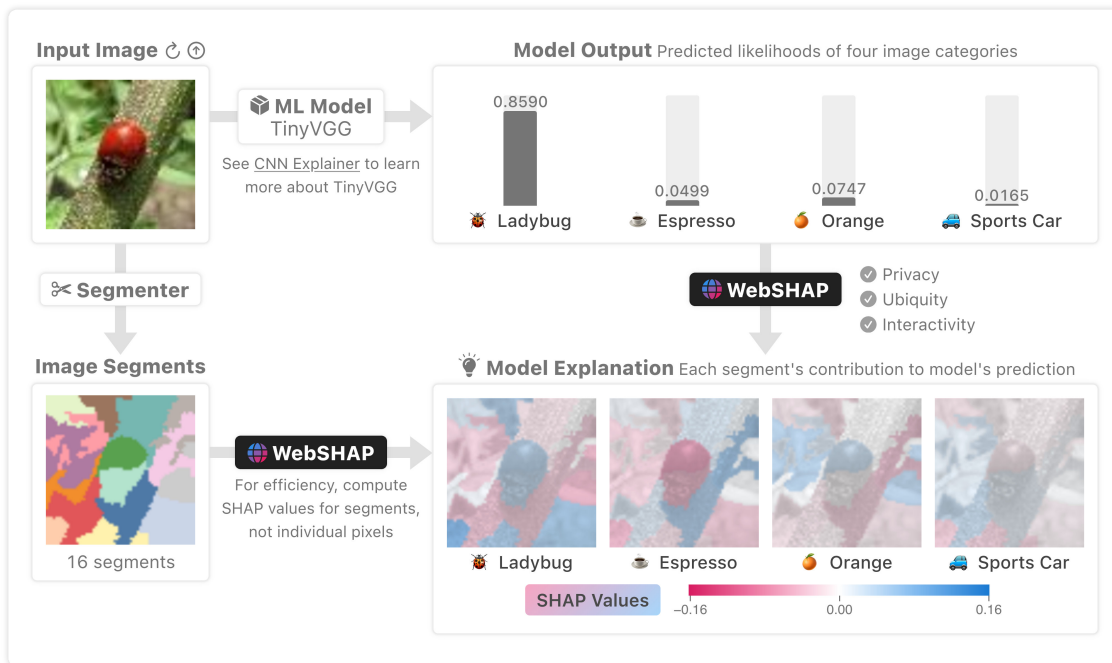 Input Image
Model Output Predicted likelihoods of four image categories
ML Model
TinyVGG
See CNN Explainer to learn
more about TinyVGG
0.8590
0.0499
0.0747
0.0165
Ladybug
Espresso
Orange
Sports Car
Segmenter
WebSHAP
Privacy
Ubiquity
Interactivity
Image Segments
16 segments
WebSHAP
For efficiency, compute
SHAP values for segments,
not individual pixels
Model Explanation Each segment's contribution to model's prediction
Ladybug
Espresso
Orange
Sports Car
SHAP Values
−0.16
0.00
0.16